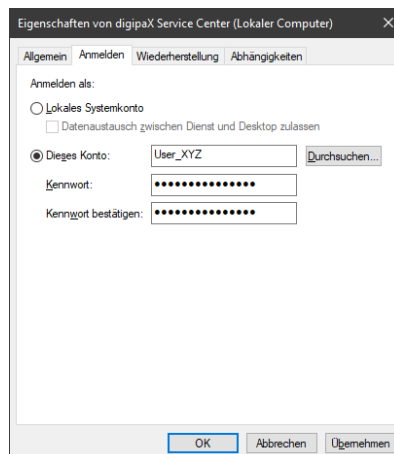 Eigenschaften von digipaX Service Center (Lokaler Computer)
Allgemein Anmelden Wiederherstellung Abhängigkeiten
Anmelden als:
Lokales Systemkonto
Datenaustausch zwischen Dienst und Desktop zulassen
Dieses Konto: User_XYZ Durchsuchen...
Kennwort: •••••••••••••••
Kennwort bestätigen: •••••••••••••••
OK Abbrechen Übernehmen